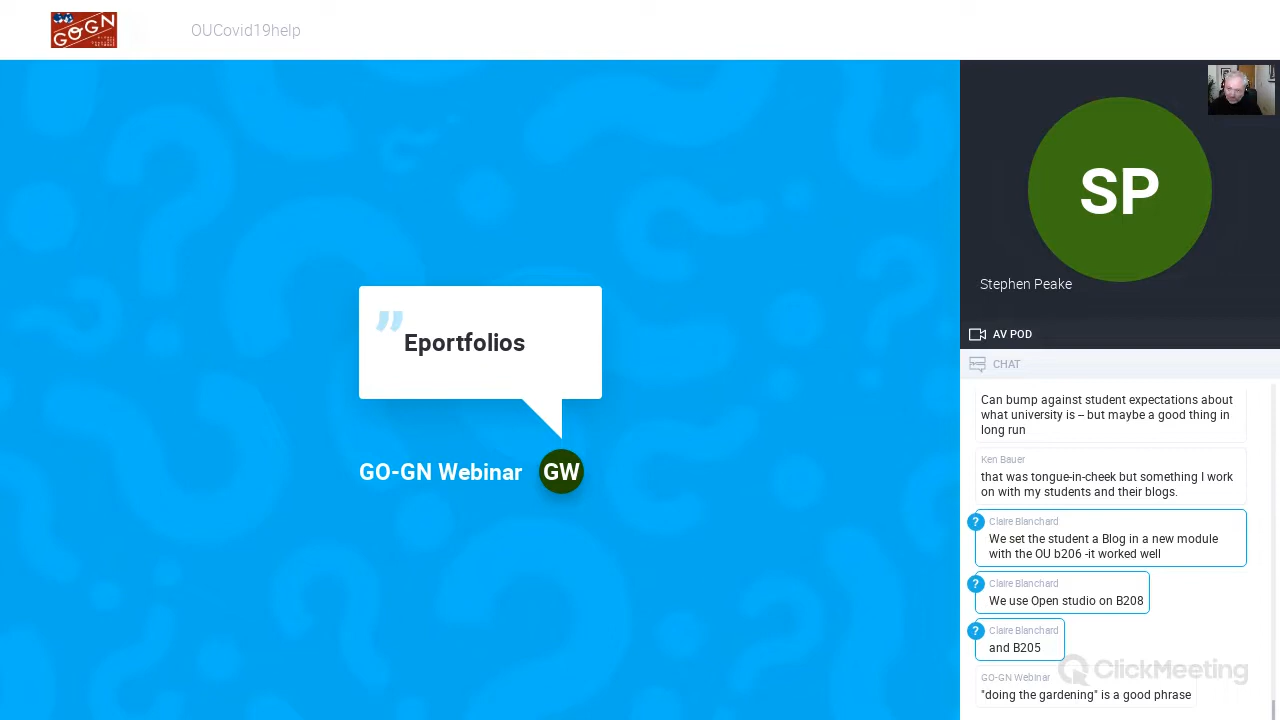 GOGN
OUCovid19help
SP
Stephen Peake
AV POD
CHAT
” Eportfolios
GO-GN Webinar GW
Can bump against student expectations about
what university is – but maybe a good thing in
long run
Ken Bauer
that was tongue-in-cheek but something I work
on with my students and their blogs.
?
Claire Blanchard
We set the student a Blog in a new module
with the OU b206 -it worked well
?
Claire Blanchard
We use Open studio on B208
?
Claire Blanchard
and B205
ClickMeeting
GO-GN Webinar
"doing the gardening" is a good phrase